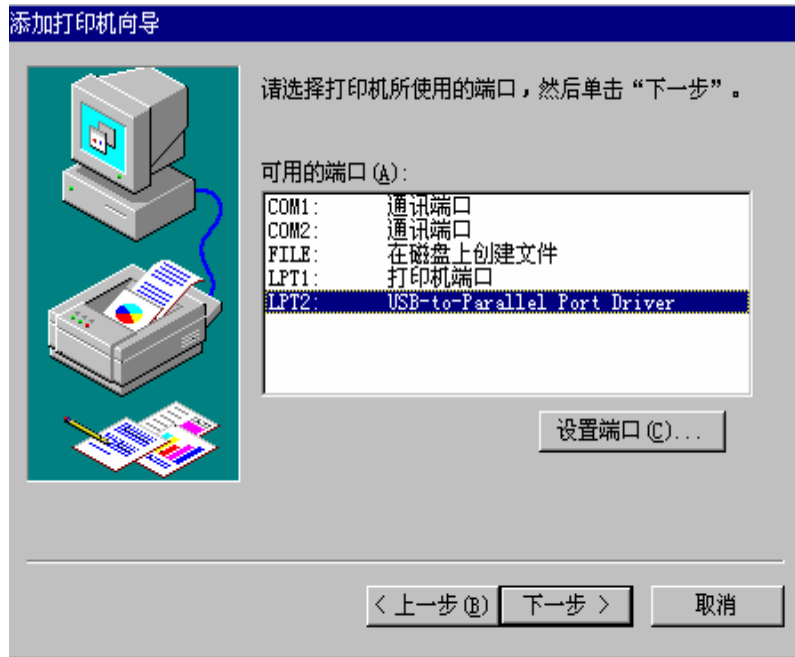 添加打印机向导
请选择打印机所使用的端口，然后单击“下一步”。
可用的端口(A):
COM1: 通讯端口
COM2: 通讯端口
FILE: 在磁盘上创建文件
LPT1: 打印机端口
LPT2: USB-to-Parallel Port Driver
设置端口(C)...
< 上一步(B) 下一步 > 取消